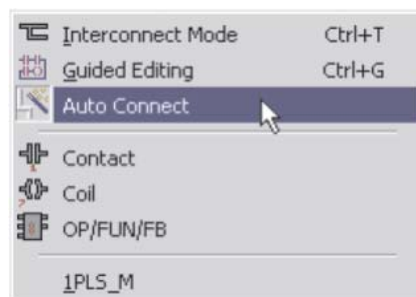 Interconnect Mode Ctrl+T
Guided Editing Ctrl+G
Auto Connect
Contact
Coil
OP/FUN/FB
1PLS_M